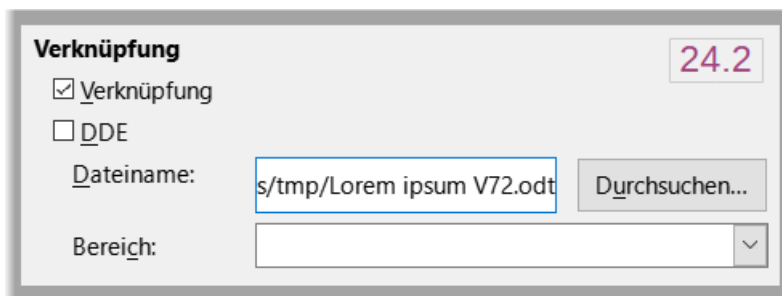 Verknüpfung
24.2
Verknüpfung
DDE
Dateiname: s/tmp/Lorem ipsum V72.odt Durchsuchen...
Bereich: